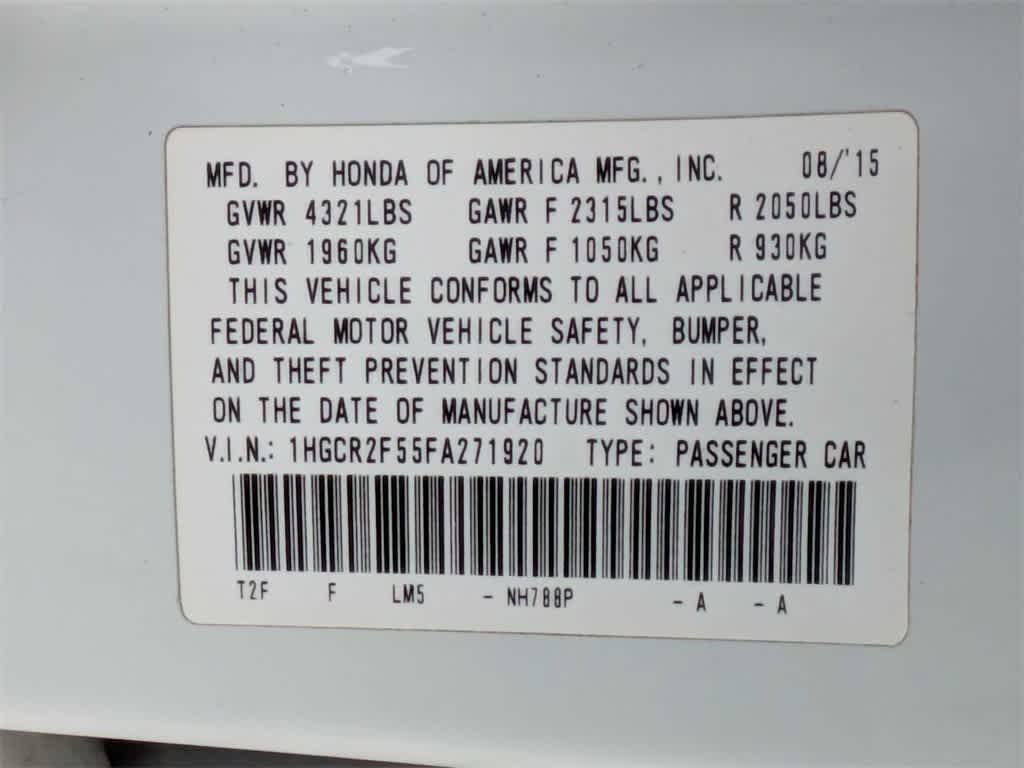 MFD. BY HONDA OF AMERICA MFG., INC. 08/'15
GVWR 4321LBS GAWR F 2315LBS R 2050LBS
GVWR 1960KG GAWR F 1050KG R 930KG
THIS VEHICLE CONFORMS TO ALL APPLICABLE
FEDERAL MOTOR VEHICLE SAFETY, BUMPER,
AND THEFT PREVENTION STANDARDS IN EFFECT
ON THE DATE OF MANUFACTURE SHOWN ABOVE.
V.I.N.: 1HGCR2F55FA271920 TYPE: PASSENGER CAR
T2F F LM5 - NH788P - A - A